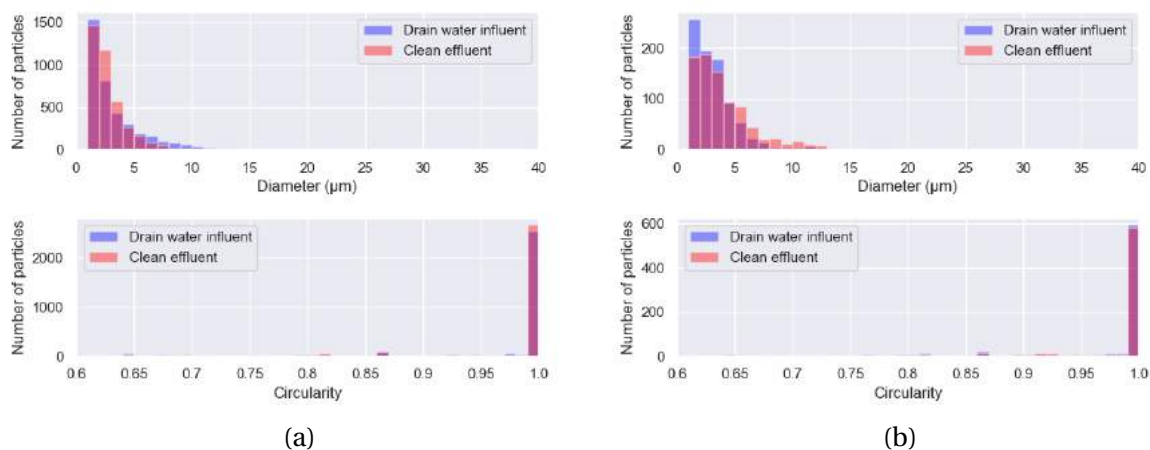 Number of particles
1500
1000
500
0
Drain water influent
Clean effluent
0 5 10 15 20 25 30 35 40
Diameter (μm)
Number of particles
2000
1000
0
Drain water influent
Clean effluent
0.6 0.65 0.7 0.75 0.8 0.85 0.9 0.95 1.0
Circularity
(a)
Number of particles
200
100
0
Drain water influent
Clean effluent
0 5 10 15 20 25 30 35 40
Diameter (μm)
Number of particles
600
400
200
0
Drain water influent
Clean effluent
0.6 0.65 0.7 0.75 0.8 0.85 0.9 0.95 1.0
Circularity
(b)